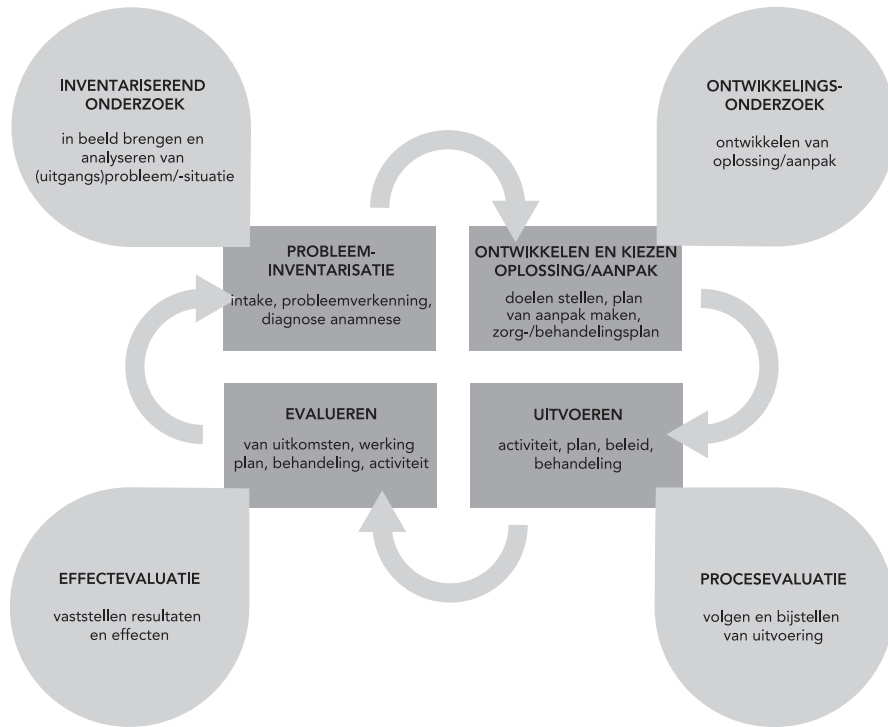 INVENTARISEREND
ONDERZOEK
in beeld brengen en
analyseren van
(uitgangs)probleem/-situatie
ONTWIKKELINGS-
ONDERZOEK
ontwikkelen van
oplossing/aanpak
PROBLEEM-
INVENTARISATIE
intake, probleemverkenning,
diagnose anamnese
ONTWIKKELEN EN KIEZEN
OPLOSSING/AANPAK
doelen stellen, plan
van aanpak maken,
zorg-/behandelingsplan
EVALUEREN
van uitkomsten, werking
plan, behandeling, activiteit
UITVOEREN
activiteit, plan, beleid,
behandeling
EFFECTEVALUATIE
vaststellen resultaten
en effecten
PROCESEVALUATIE
volgen en bijstellen
van uitvoering